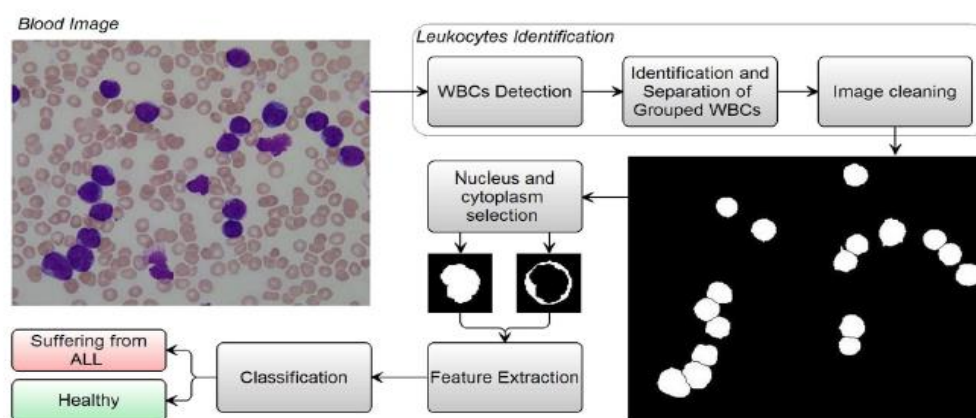 Blood Image
Leukocytes Identification
WBCs Detection
Identification and
Separation of
Grouped WBCs
Image cleaning
Nucleus and
cytoplasm
selection
Feature Extraction
Classification
Suffering from
ALL
Healthy